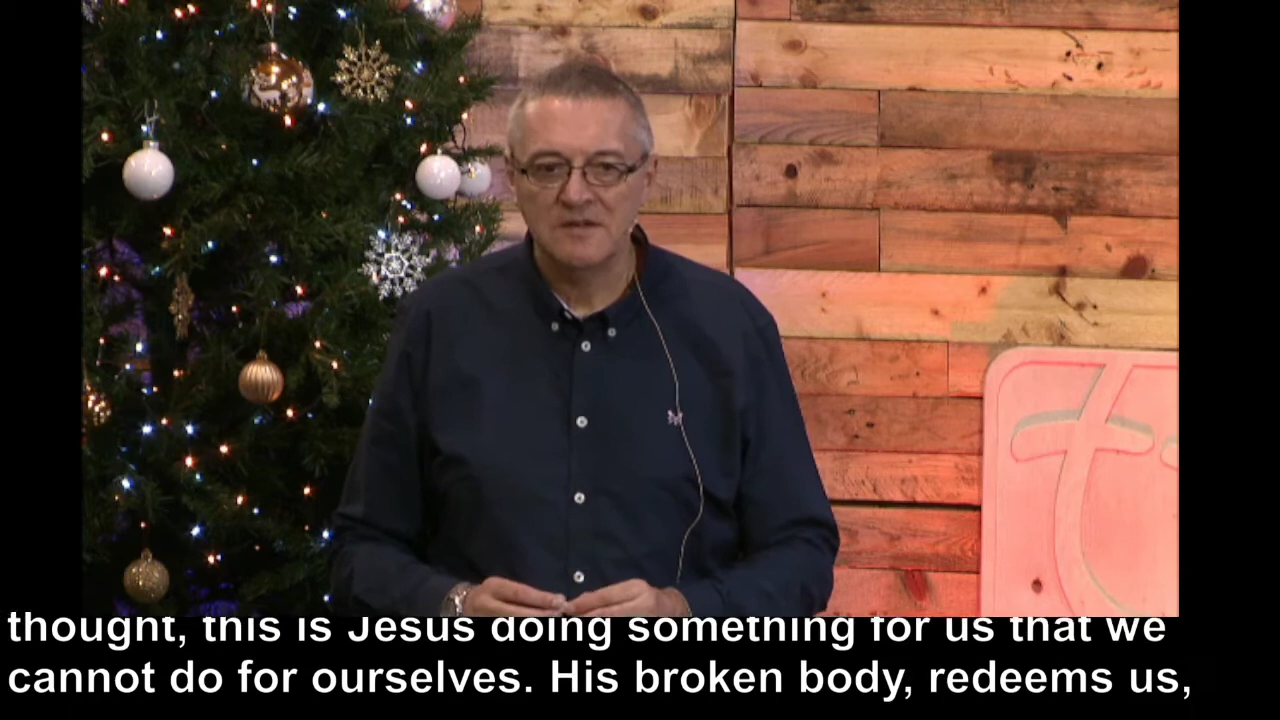 thought, this is Jesus doing something for us that we
cannot do for ourselves. His broken body, redeems us,